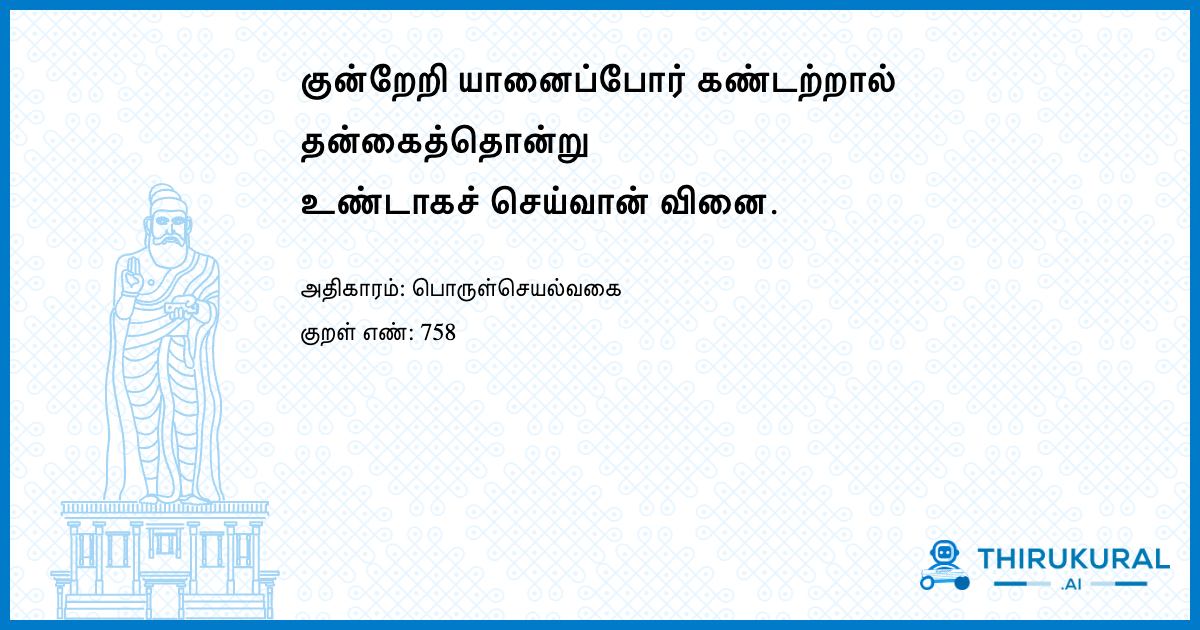 குன்றேறி யானைப்போர் கண்டற்றால்
தன்கைத்தொன்று
உண்டாகச் செய்வான் வினை.
அதிகாரம்: பொருள்செயல்வகை
குறள் எண்: 758
THIRUKURAL
.AI